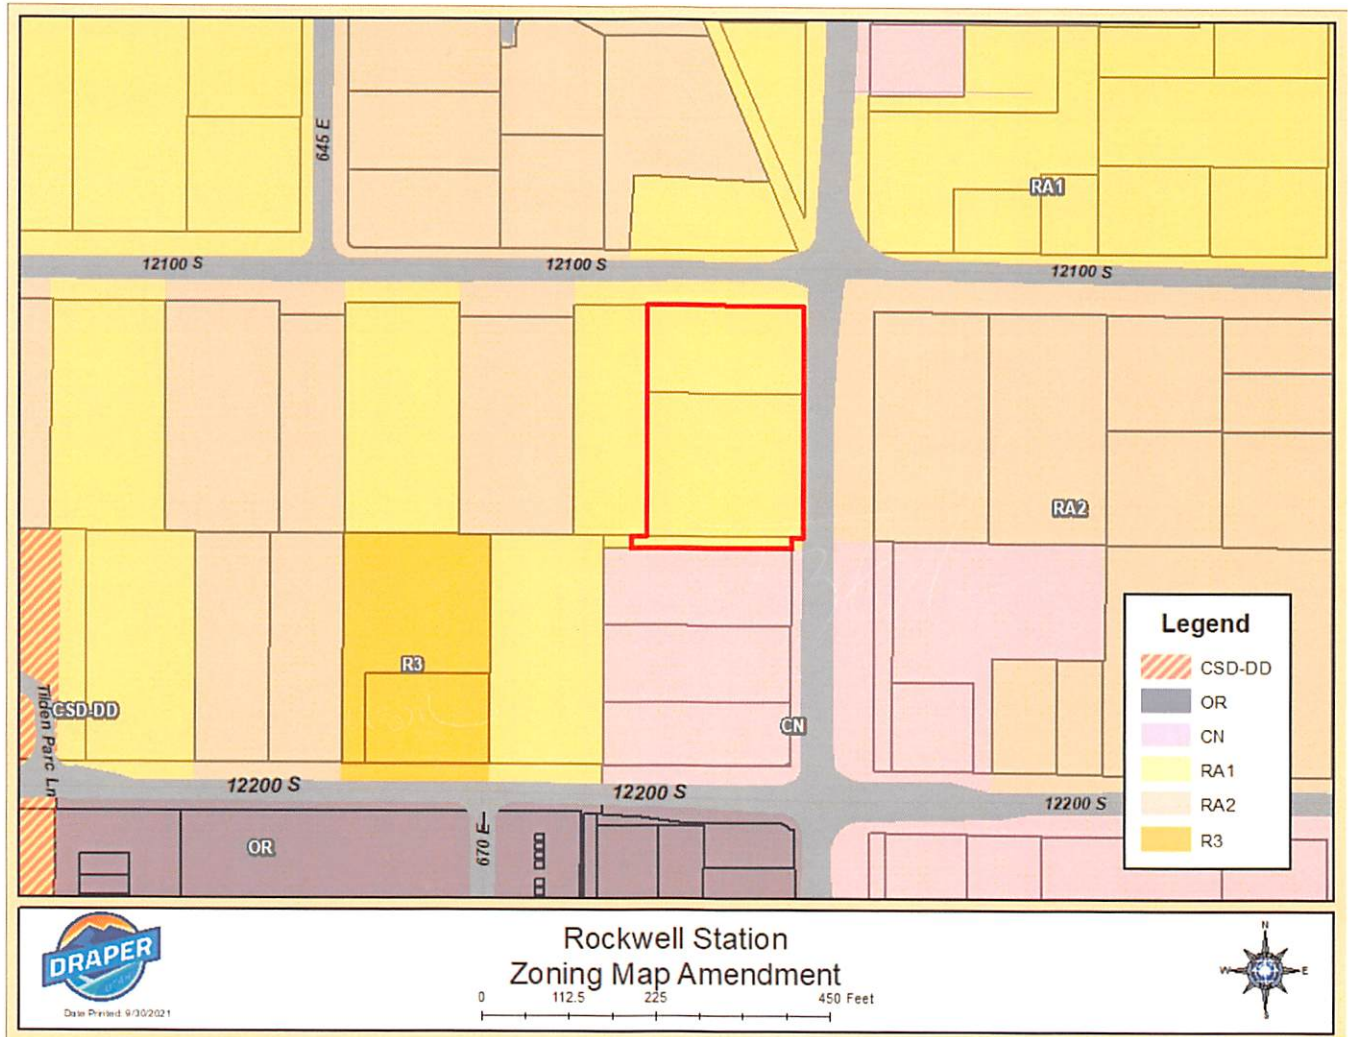 645 E
RA1
12100 S
12100 S
12100 S
RA2
R3
Tilden Parc Ln
CSD-DD
CN
12200 S
12200 S
12200 S
670 E
OR
Legend
CSD-DD
OR
CN
RA1
RA2
R3
DRAPER
Date Printed: 9/30/2021
Rockwell Station
Zoning Map Amendment
0 112.5 225 450 Feet
N
W E
S